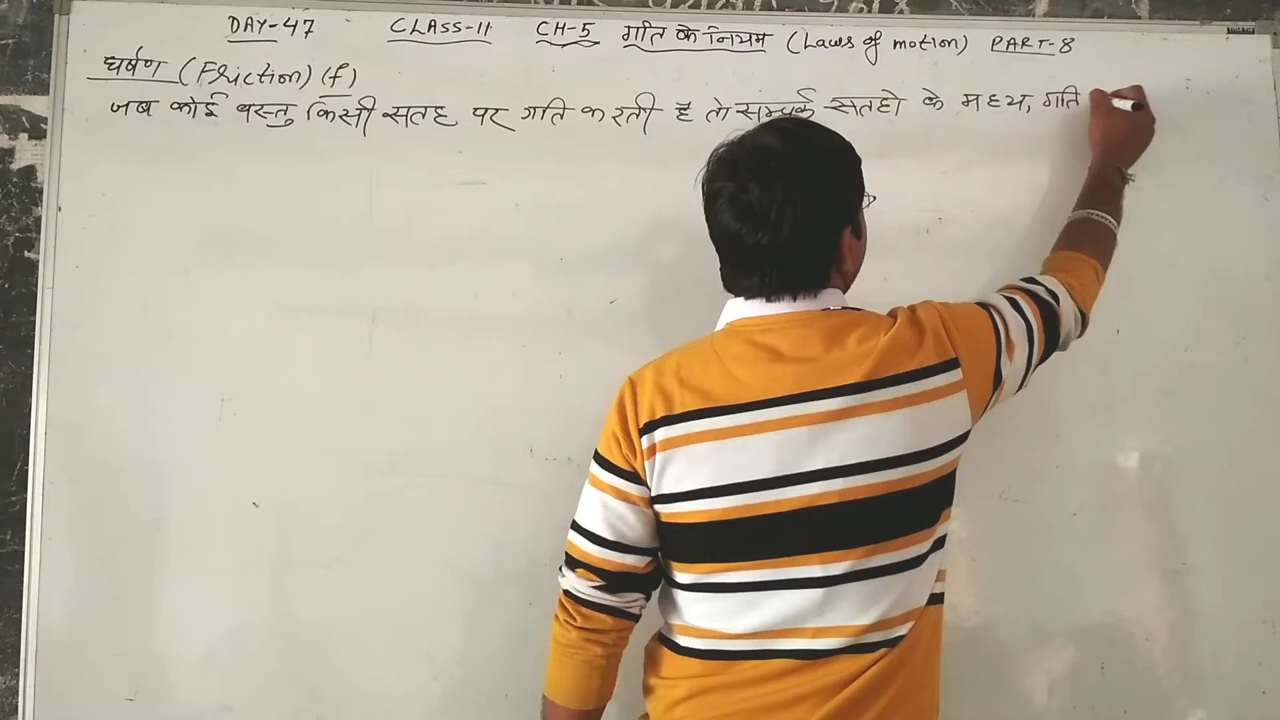 DAY-47 CLASS-11 CH-5 गति के नियम (Laws of motion) PART-8
घर्षण (Friction) (f)
जब कोई वस्तु किसी सतह पर गति करती है तो सम्पर्क सतहो के मध्य, गति